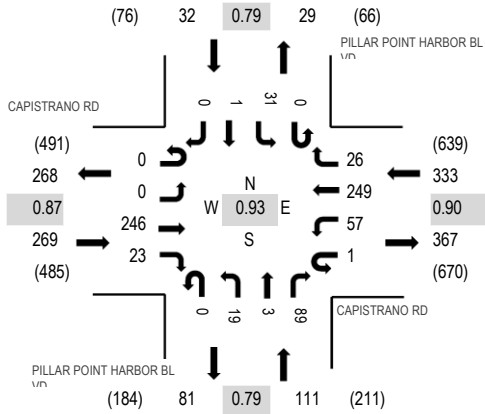 (76) 32 0.79 29 (66)
PILLAR POINT HARBOR BL
VD
CAPISTRANO RD
0 1 31 0
(491) (639)
0 26
268 333
0 N 249
0.87 W 0.93 E 0.90
246 57
S
269 367
23 1
(485) (670)
0 19 3 89
CAPISTRANO RD
PILLAR POINT HARBOR BL
VD
(184) 81 0.79 111 (211)